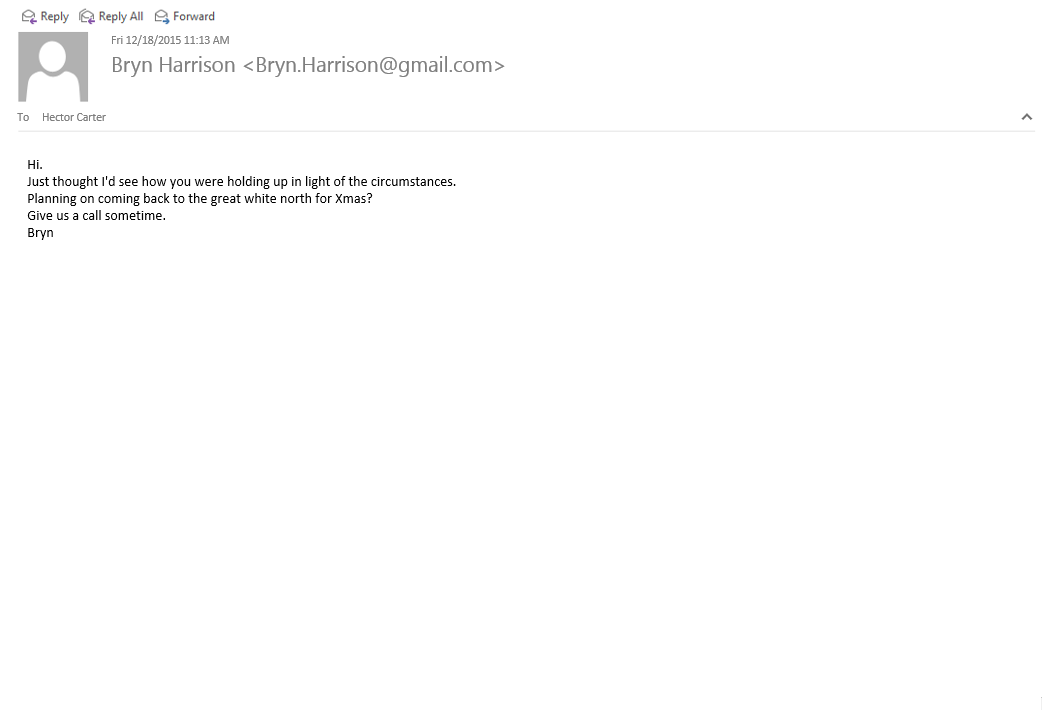 Reply Reply All Forward
Fri 12/18/2015 11:13 AM
Bryn Harrison <Bryn.Harrison@gmail.com>
To Hector Carter
Hi.
Just thought I'd see how you were holding up in light of the circumstances.
Planning on coming back to the great white north for Xmas?
Give us a call sometime.
Bryn